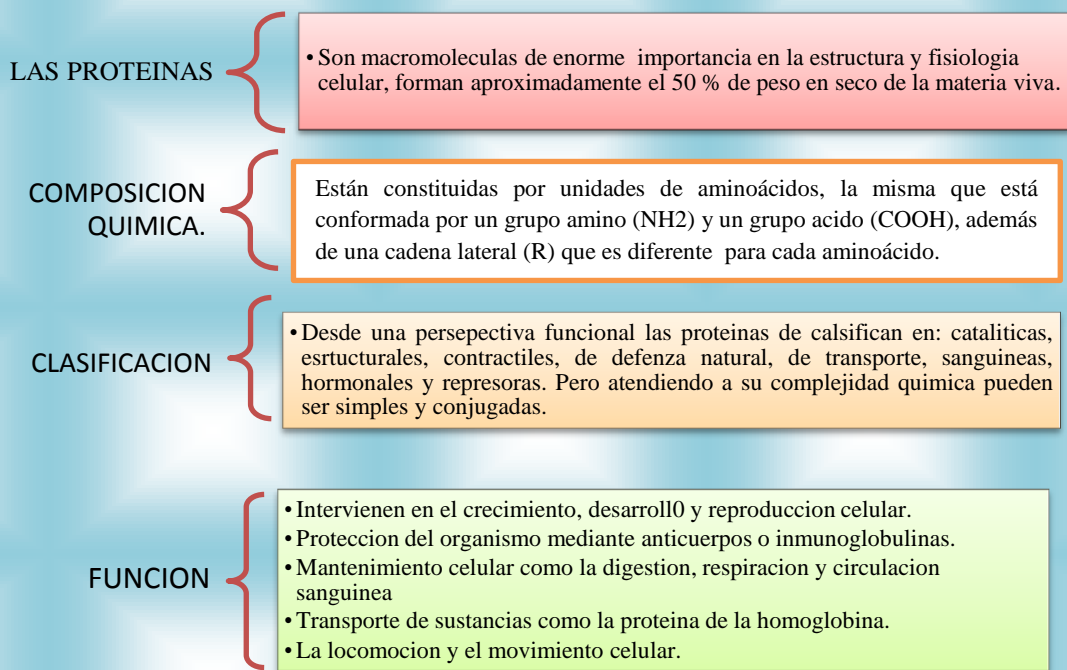 LAS PROTEINAS
• Son macromoleculas de enorme importancia en la estructura y fisiologia
celular, forman aproximadamente el 50 % de peso en seco de la materia viva.
COMPOSICION
QUIMICA.
Están constituidas por unidades de aminoácidos, la misma que está
conformada por un grupo amino (NH2) y un grupo acido (COOH), además
de una cadena lateral (R) que es diferente para cada aminoácido.
CLASIFICACION
• Desde una persepectiva funcional las proteinas de calsifican en: cataliticas,
esrtucturales, contractiles, de defenza natural, de transporte, sanguineas,
hormonales y represoras. Pero atendiendo a su complejidad quimica pueden
ser simples y conjugadas.
FUNCION
• Intervienen en el crecimiento, desarroll0 y reproduccion celular.
• Proteccion del organismo mediante anticuerpos o inmunoglobulinas.
• Mantenimiento celular como la digestion, respiracion y circulacion
sanguinea
• Transporte de sustancias como la proteina de la homoglobina.
• La locomocion y el movimiento celular.